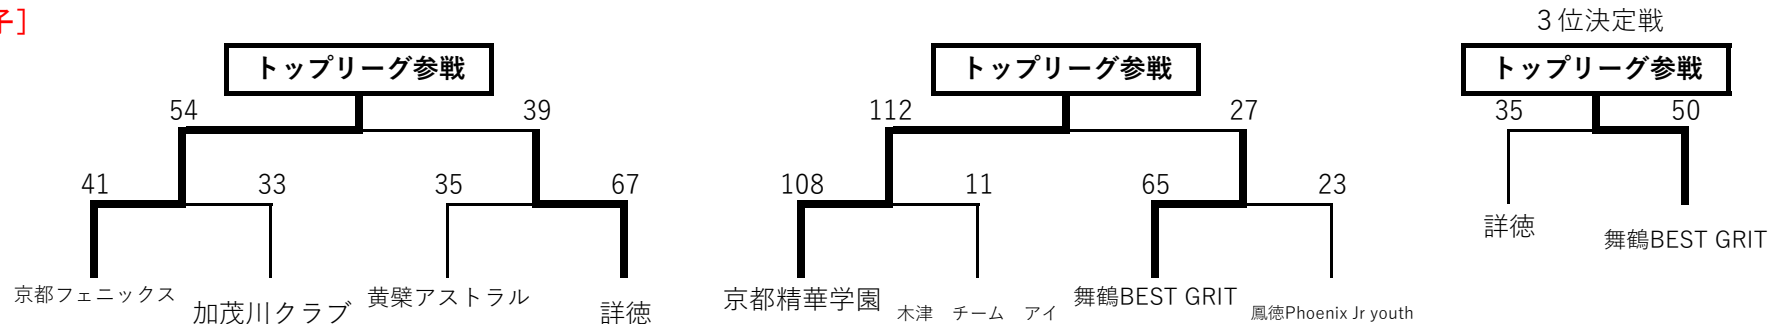 子］
３位決定戦
トップリーグ参戦
トップリーグ参戦
トップリーグ参戦
54 39 112 27 35 50
41 33 35 67 108 11 65 23
詳徳 舞鶴BEST GRIT
京都フェニックス 加茂川クラブ 黄檗アストラル 詳徳 京都精華学園 木津　チーム　アイ 舞鶴BEST GRIT 鳳徳Phoenix Jr youth